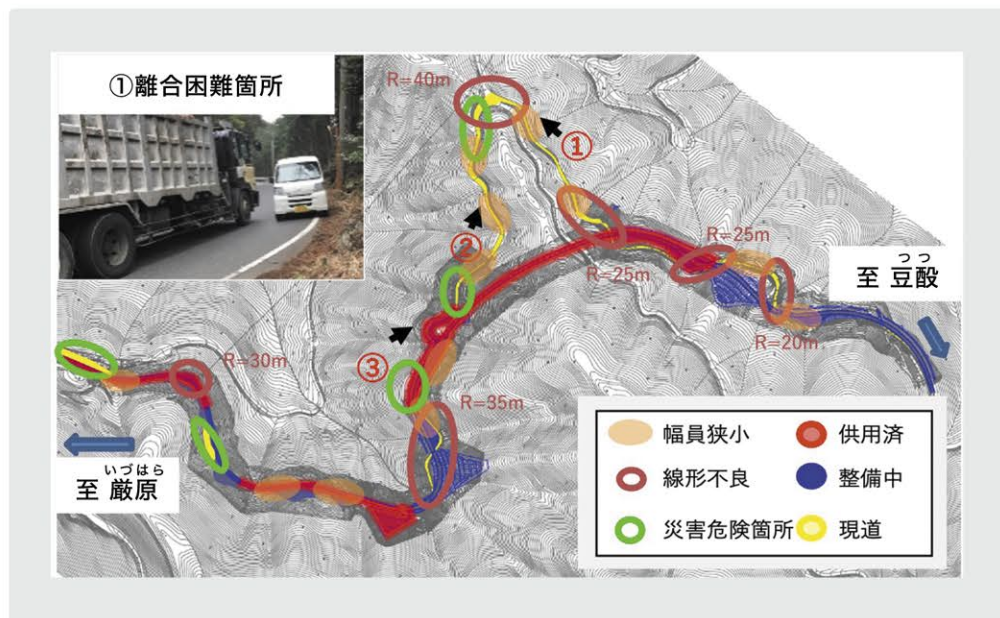 ①離合困難箇所
R=40m
①
②
R=25m
R=25m
つつ
至 豆酘
R=20m
③
R=30m
R=35m
いづはら
至 厳原
幅員狭小
供用済
線形不良
整備中
災害危険箇所
現道